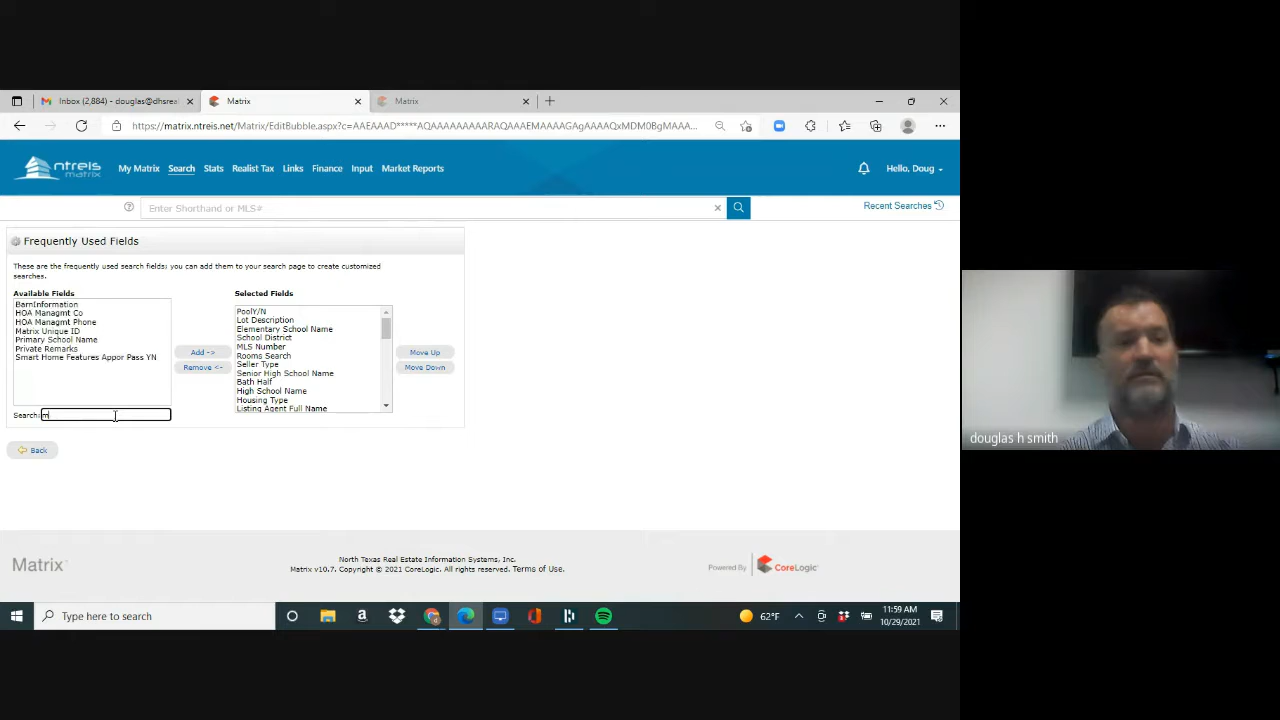 Inbox (2,884) - douglas@dhsrea
Matrix
Matrix
https://matrix.ntreis.net/Matrix/EditBubble.aspx?c=AAEAAAD*****AQAAAAAAAAARAQAAAEMAAAAGAgAAAAQxMDM0BgMAAA...
ntreis
matrix
My Matrix Search Stats Realist Tax Links Finance Input Market Reports
Hello, Doug
Enter Shorthand or MLS#
Recent Searches
Frequently Used Fields
These are the frequently used search fields; you can add them to your search page to create customized
searches.
Available Fields
BarnInformation
HOA Managmt Co
HOA Managmt Phone
Matrix Unique ID
Primary School Name
Private Remarks
Smart Home Features Appor Pass YN
Search: m
Add ->
Remove <-
Selected Fields
PoolY/N
Lot Description
Elementary School Name
School District
MLS Number
Rooms Search
Seller Type
Senior High School Name
Bath Half
High School Name
Housing Type
Listing Agent Full Name
Move Up
Move Down
Back
douglas h smith
Matrix
North Texas Real Estate Information Systems, Inc.
Matrix v10.7. Copyright © 2021 CoreLogic. All rights reserved. Terms of Use.
Powered By CoreLogic
Type here to search
62°F
11:59 AM
10/29/2021